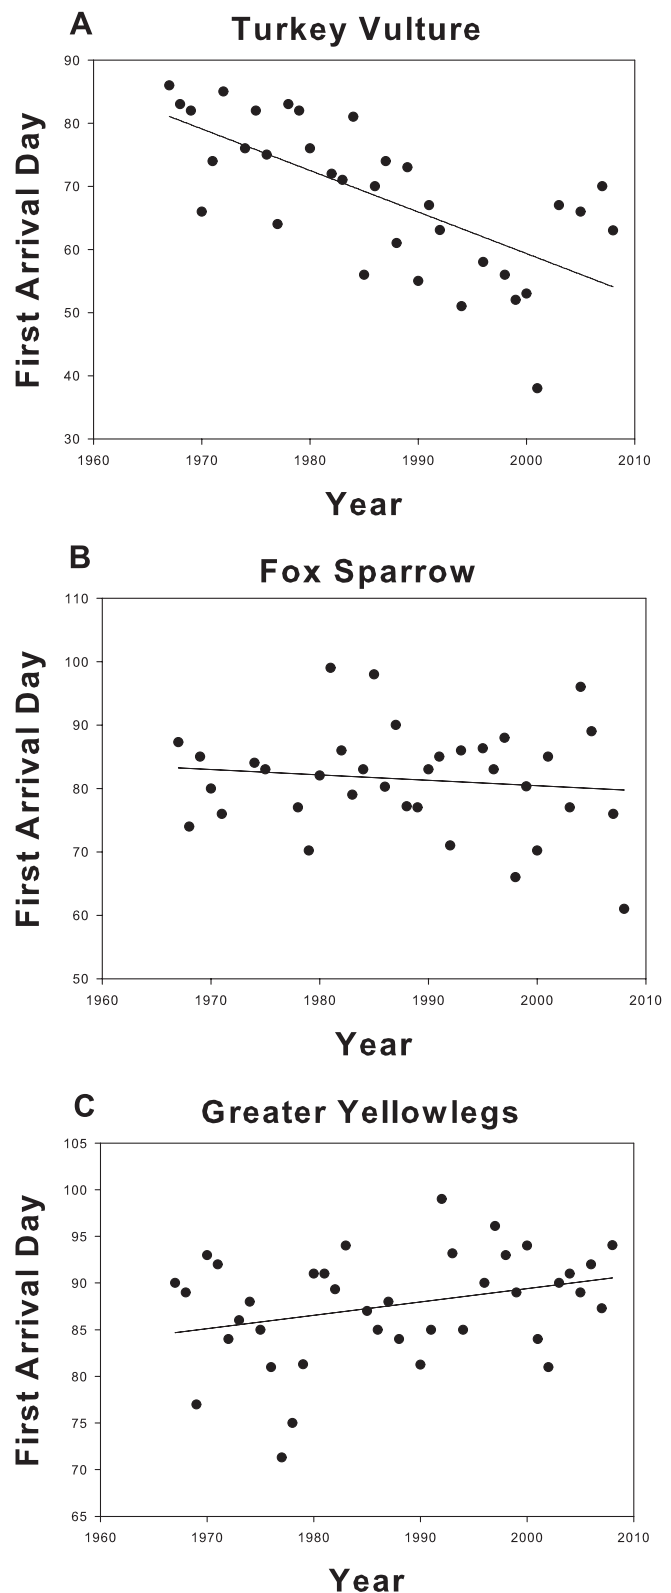 A
Turkey Vulture
90
80
70
60
50
40
30
First Arrival Day
1960 1970 1980 1990 2000 2010
Year
B
Fox Sparrow
110
100
90
80
70
60
50
First Arrival Day
1960 1970 1980 1990 2000 2010
Year
C
Greater Yellowlegs
105
100
95
90
85
80
75
70
65
First Arrival Day
1960 1970 1980 1990 2000 2010
Year